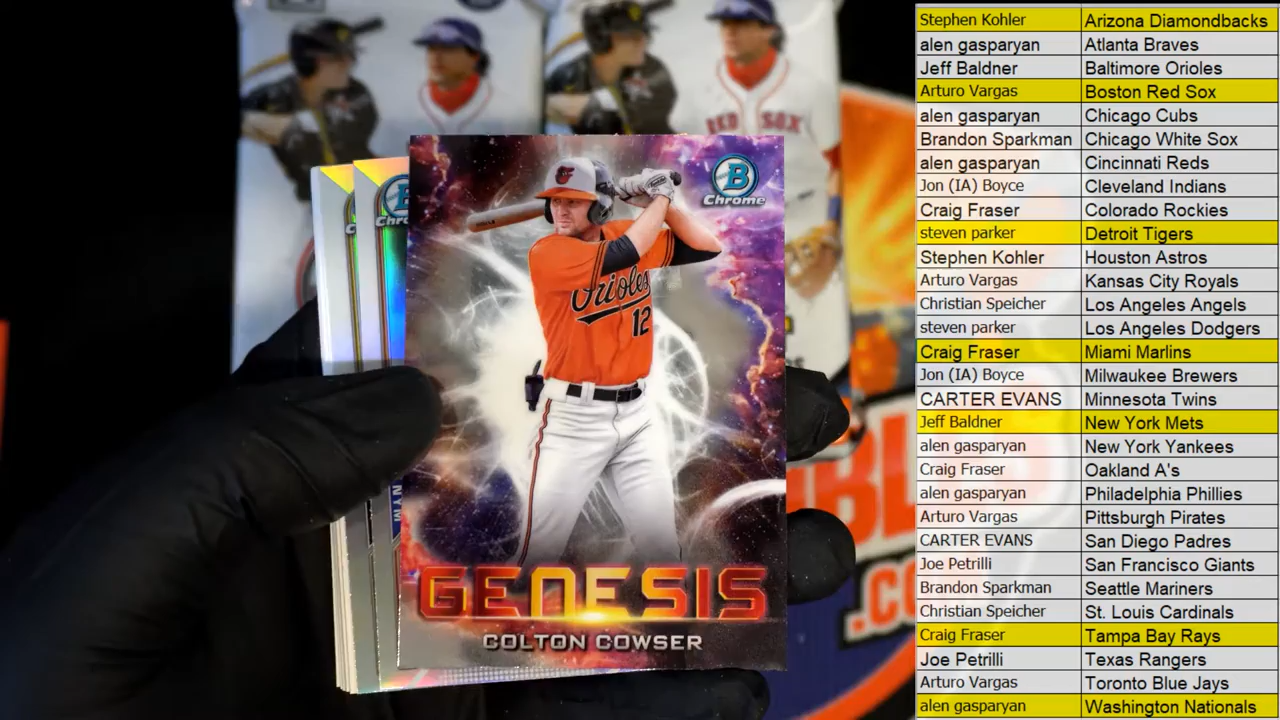 RED SOX
B
Chrome
Orioles
12
NYM
GENESIS
COLTON COWSER
.CO
Stephen Kohler Arizona Diamondbacks
alen gasparyan Atlanta Braves
Jeff Baldner Baltimore Orioles
Arturo Vargas Boston Red Sox
alen gasparyan Chicago Cubs
Brandon Sparkman Chicago White Sox
alen gasparyan Cincinnati Reds
Jon (IA) Boyce Cleveland Indians
Craig Fraser Colorado Rockies
steven parker Detroit Tigers
Stephen Kohler Houston Astros
Arturo Vargas Kansas City Royals
Christian Speicher Los Angeles Angels
steven parker Los Angeles Dodgers
Craig Fraser Miami Marlins
Jon (IA) Boyce Milwaukee Brewers
CARTER EVANS Minnesota Twins
Jeff Baldner New York Mets
alen gasparyan New York Yankees
Craig Fraser Oakland A's
alen gasparyan Philadelphia Phillies
Arturo Vargas Pittsburgh Pirates
CARTER EVANS San Diego Padres
Joe Petrilli San Francisco Giants
Brandon Sparkman Seattle Mariners
Christian Speicher St. Louis Cardinals
Craig Fraser Tampa Bay Rays
Joe Petrilli Texas Rangers
Arturo Vargas Toronto Blue Jays
alen gasparyan Washington Nationals